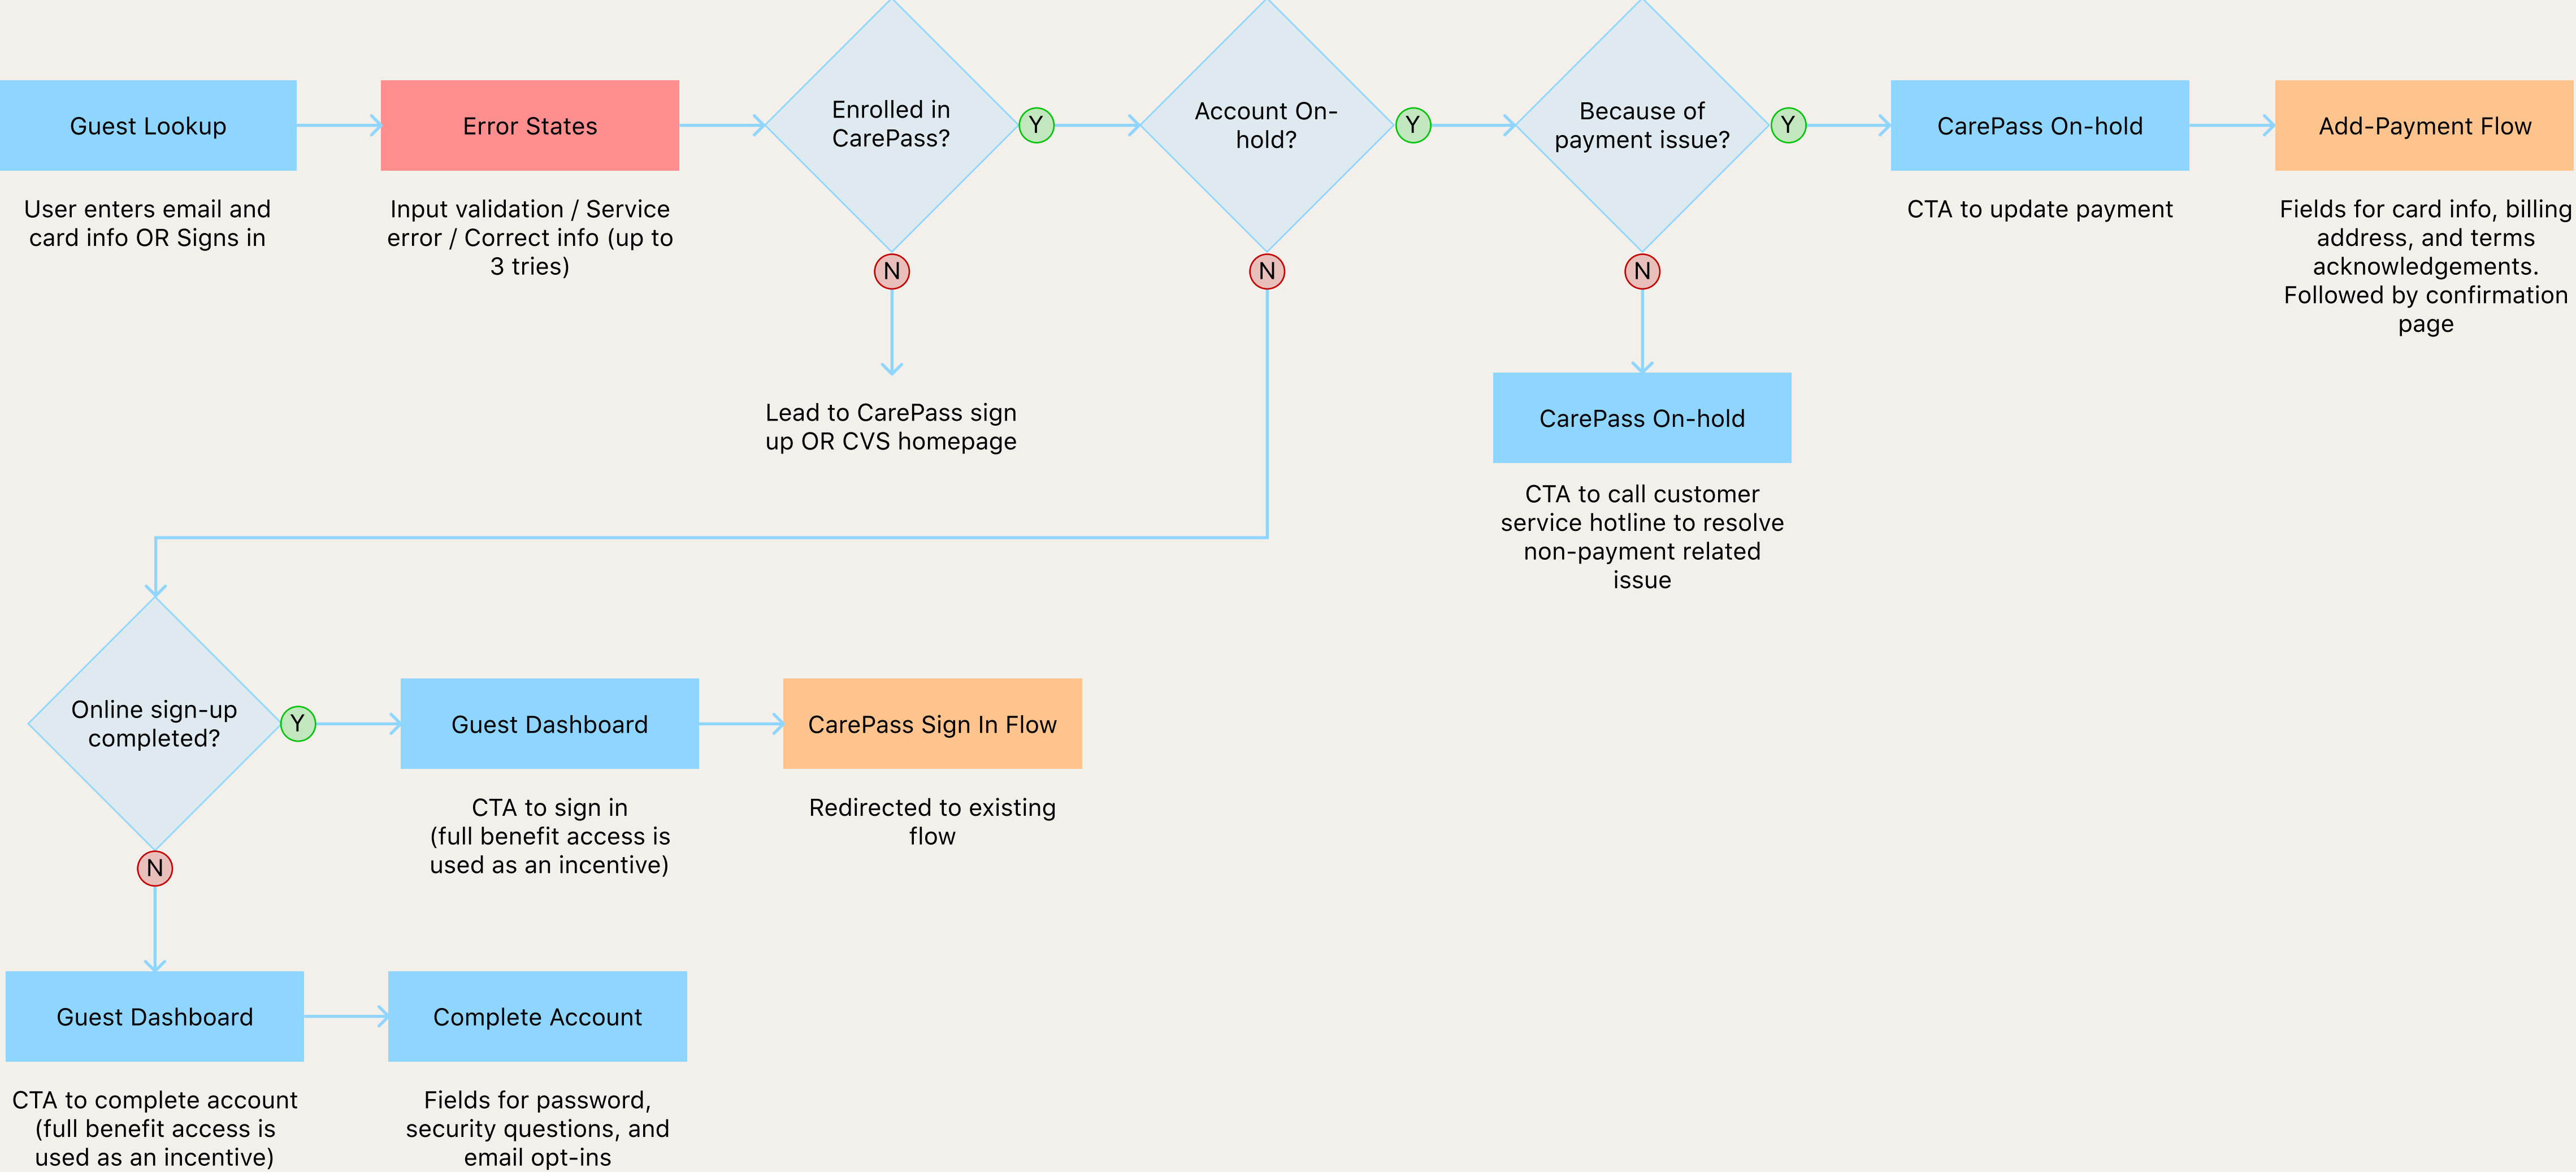 Guest Lookup
User enters email and
card info OR Signs in
Error States
Input validation / Service
error / Correct info (up to
3 tries)
Enrolled in
CarePass?
Y
N
Lead to CarePass sign
up OR CVS homepage
Account On-
hold?
Y
N
Because of
payment issue?
Y
N
CarePass On-hold
CTA to call customer
service hotline to resolve
non-payment related
issue
CarePass On-hold
CTA to update payment
Add-Payment Flow
Fields for card info, billing
address, and terms
acknowledgements.
Followed by confirmation
page
Online sign-up
completed?
Y
N
Guest Dashboard
CTA to sign in
(full benefit access is
used as an incentive)
CarePass Sign In Flow
Redirected to existing
flow
Guest Dashboard
CTA to complete account
(full benefit access is
used as an incentive)
Complete Account
Fields for password,
security questions, and
email opt-ins